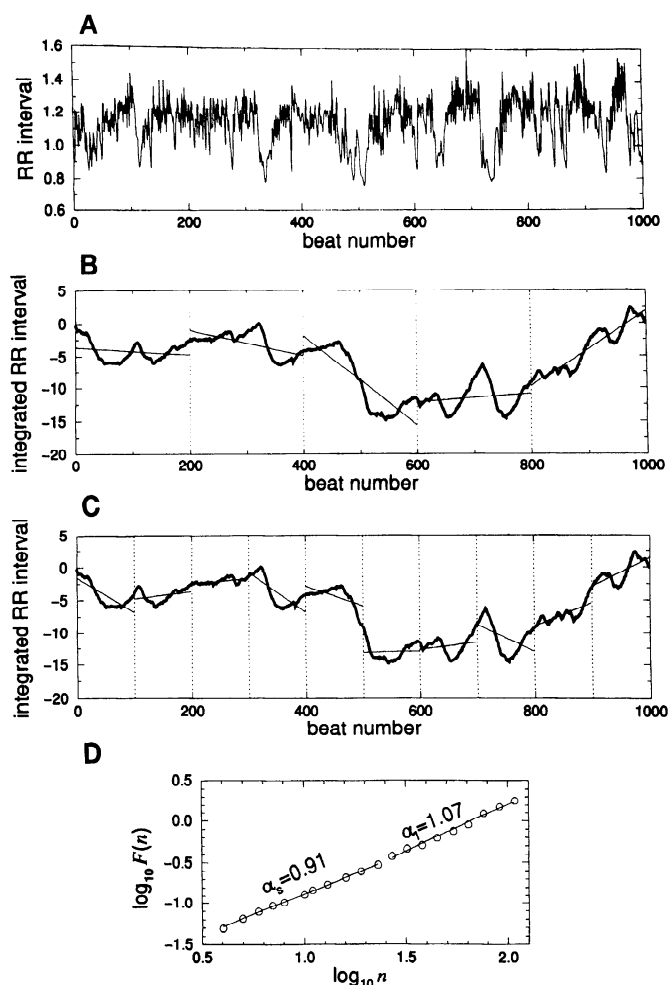 A
RR interval
1.6
1.4
1.2
1.0
0.8
0.6
0 200 400 600 800 1000
beat number
B
integrated RR interval
5
0
−5
−10
−15
−20
0 200 400 600 800 1000
beat number
C
integrated RR interval
5
0
−5
−10
−15
−20
0 200 400 600 800 1000
beat number
D
log₁₀ F(n)
0.5
0.0
−0.5
−1.0
−1.5
αₛ=0.91
αₗ=1.07
0.5 1.0 1.5 2.0
log₁₀ n